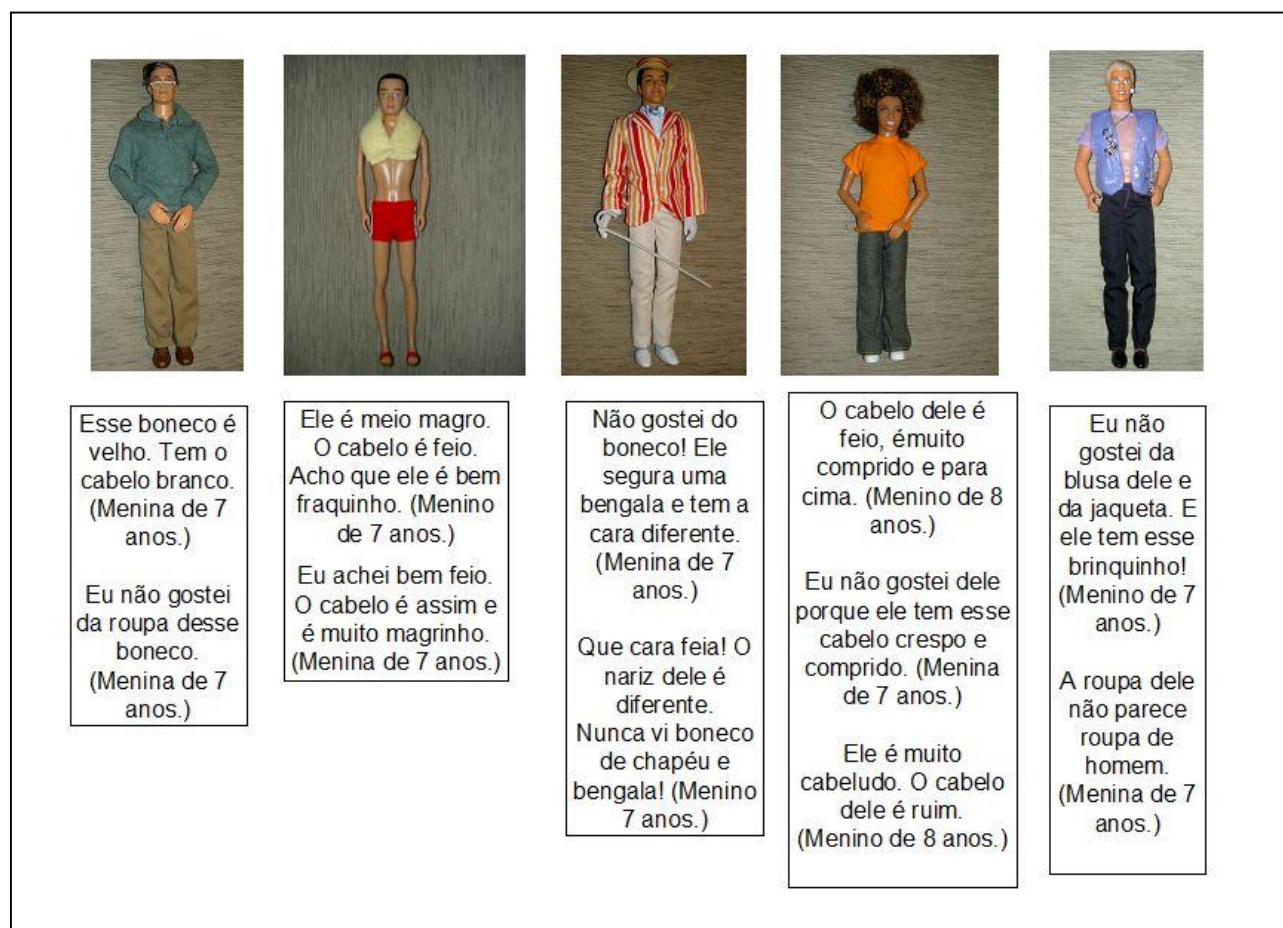 Esse boneco é
velho. Tem o
cabelo branco.
(Menina de 7
anos.)
Eu não gostei
da roupa desse
boneco.
(Menina de 7
anos.)
Ele é meio magro.
O cabelo é feio.
Acho que ele é bem
fraquinho. (Menino
de 7 anos.)
Eu achei bem feio.
O cabelo é assim e
é muito magrinho.
(Menina de 7 anos.)
Não gostei do
boneco! Ele
segura uma
bengala e tem a
cara diferente.
(Menina de 7
anos.)
Que cara feia! O
nariz dele é
diferente.
Nunca vi boneco
de chapéu e
bengala! (Menino
7 anos.)
O cabelo dele é
feio, émuito
comprido e para
cima. (Menino de 8
anos.)
Eu não gostei dele
porque ele tem esse
cabelo crespo e
comprido. (Menina
de 7 anos.)
Ele é muito
cabeludo. O cabelo
dele é ruim.
(Menino de 8 anos.)
Eu não
gostei da
blusa dele e
da jaqueta. E
ele tem esse
brinquinho!
(Menino de 7
anos.)
A roupa dele
não parece
roupa de
homem.
(Menina de 7
anos.)